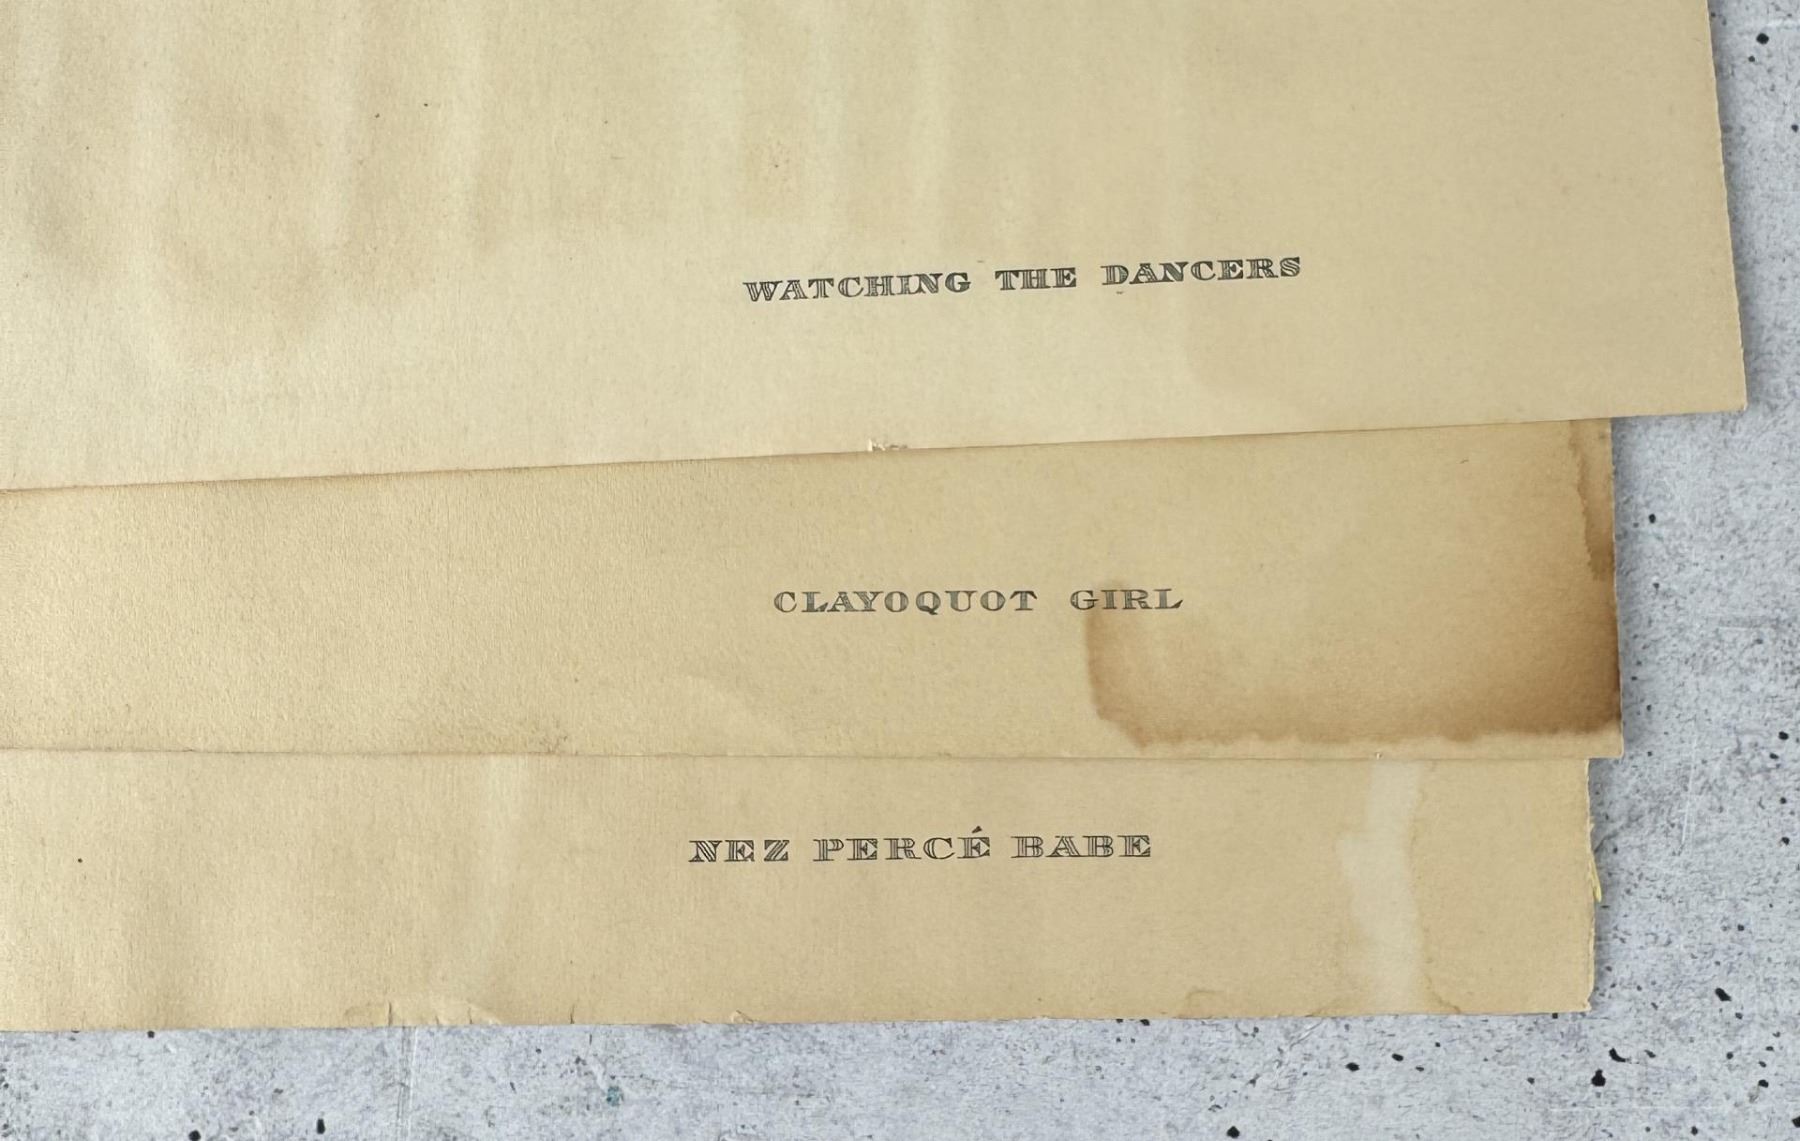 WATCHING THE DANCERS
CLAYOQUOT GIRL
NEZ PERCÉ BABE